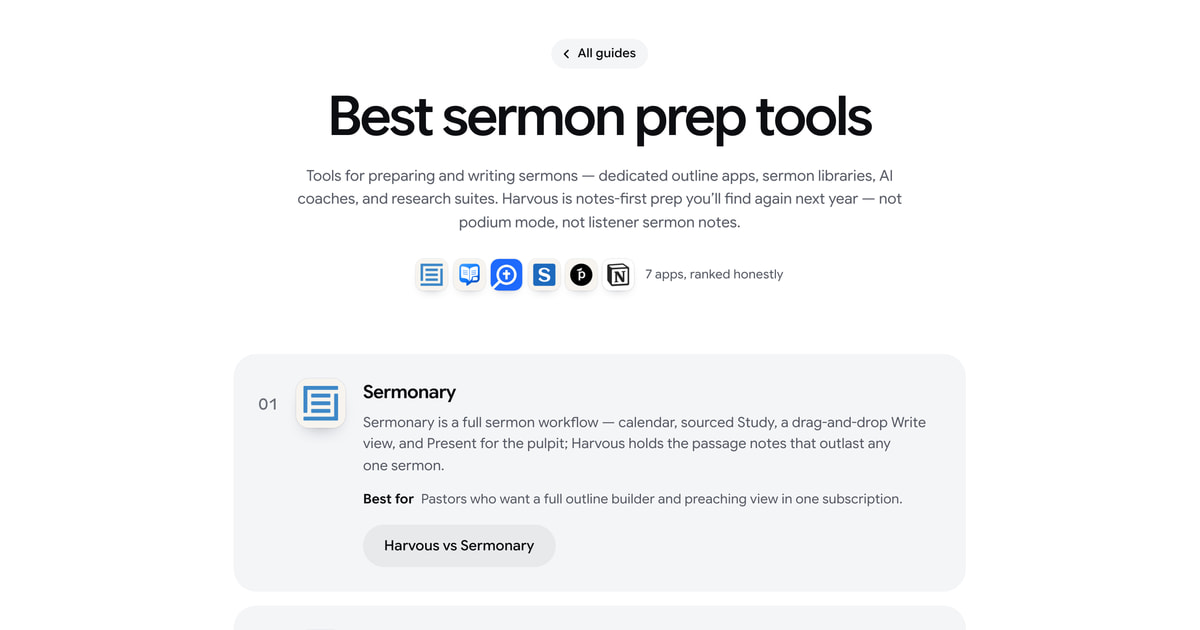 All guides
Best sermon prep tools
Tools for preparing and writing sermons — dedicated outline apps, sermon libraries, AI
coaches, and research suites. Harvous is notes-first prep you'll find again next year — not
podium mode, not listener sermon notes.
S
p
N
7 apps, ranked honestly
01
Sermonary
Sermonary is a full sermon workflow — calendar, sourced Study, a drag-and-drop Write
view, and Present for the pulpit; Harvous holds the passage notes that outlast any
one sermon.
Best for Pastors who want a full outline builder and preaching view in one subscription.
Harvous vs Sermonary